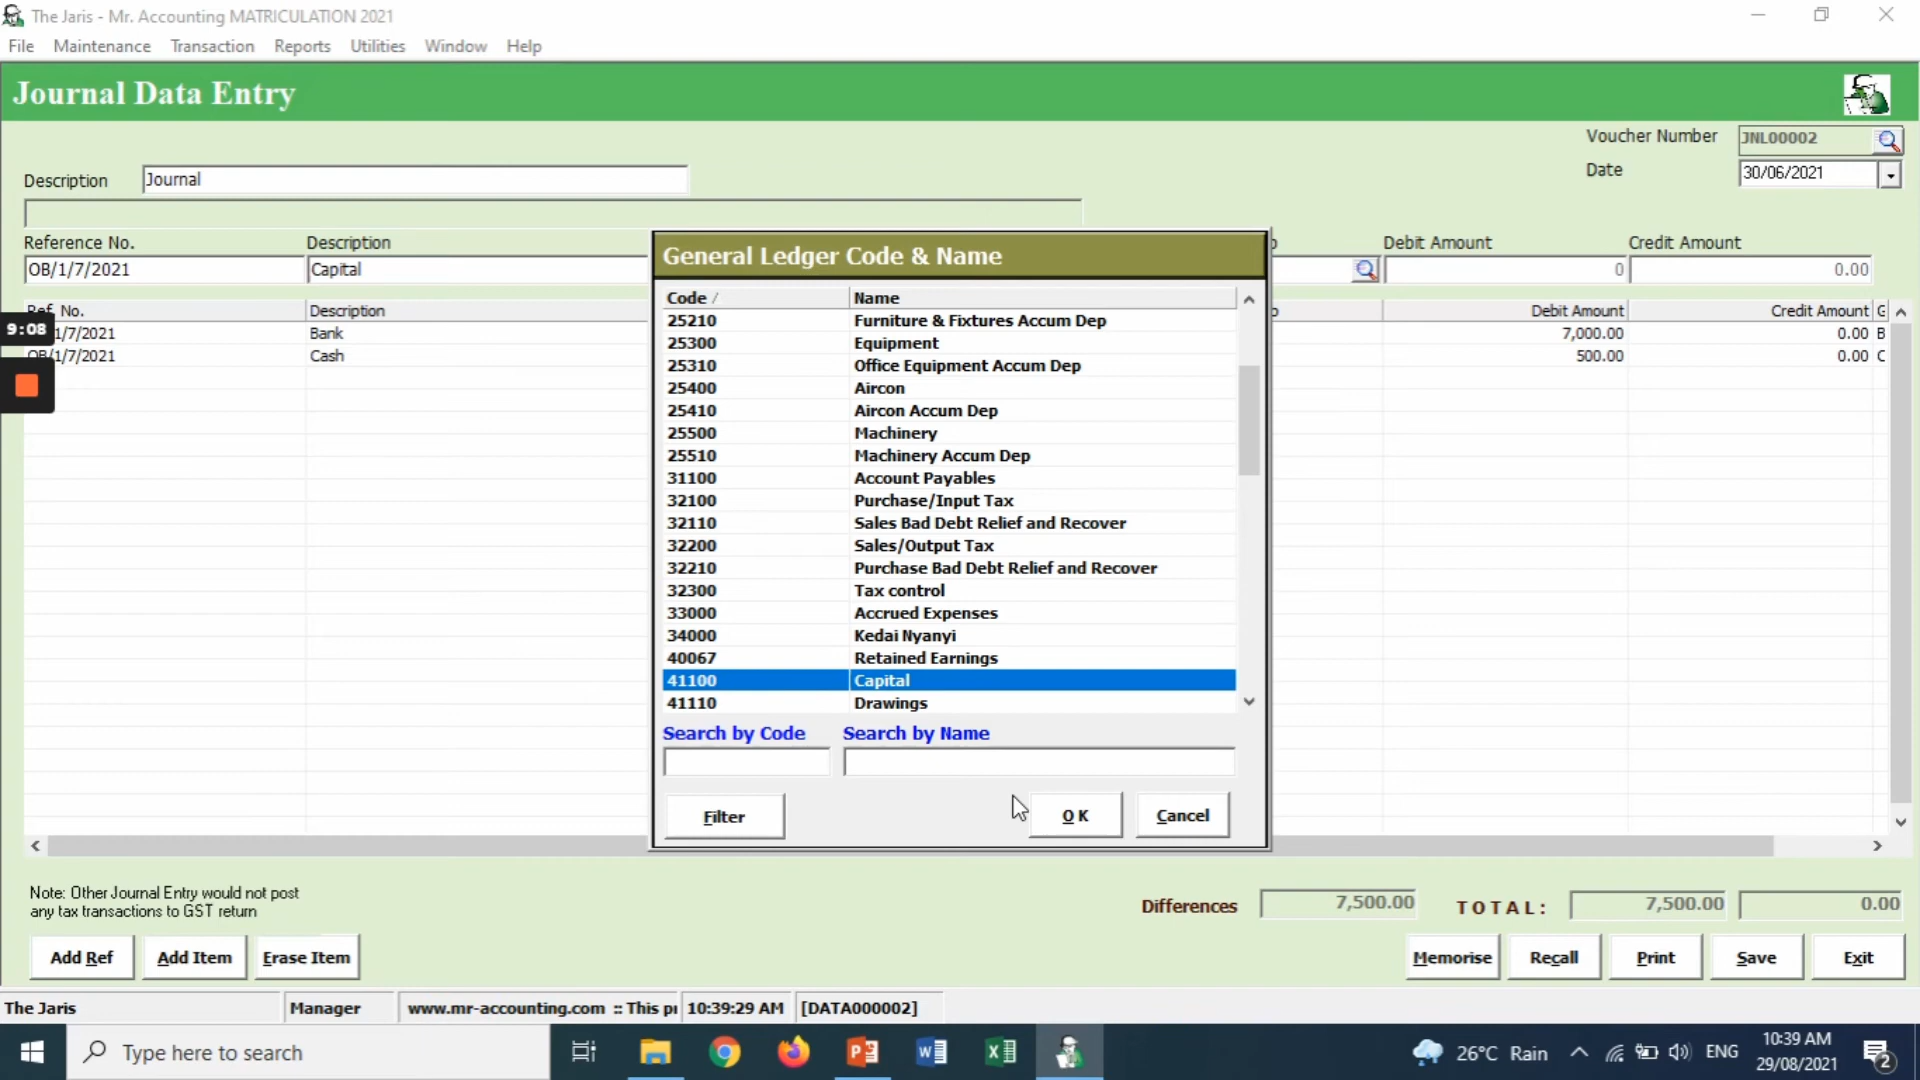 The Jaris - Mr. Accounting MATRICULATION 2021
File Maintenance Transaction Reports Utilities Window Help
Journal Data Entry
Voucher Number JNL00002
Date 30/06/2021
Description Journal
Reference No. Description Debit Amount Credit Amount
OB/1/7/2021 Capital 0 0.00
Ref. No. Description Debit Amount Credit Amount G
1/7/2021 Bank 7,000.00 0.00 B
OB/1/7/2021 Cash 500.00 0.00 C
9:08
General Ledger Code & Name
Code Name
25210 Furniture & Fixtures Accum Dep
25300 Equipment
25310 Office Equipment Accum Dep
25400 Aircon
25410 Aircon Accum Dep
25500 Machinery
25510 Machinery Accum Dep
31100 Account Payables
32100 Purchase/Input Tax
32110 Sales Bad Debt Relief and Recover
32200 Sales/Output Tax
32210 Purchase Bad Debt Relief and Recover
32300 Tax control
33000 Accrued Expenses
34000 Kedai Nyanyi
40067 Retained Earnings
41100 Capital
41110 Drawings
Search by Code Search by Name
Filter OK Cancel
Note: Other Journal Entry would not post
any tax transactions to GST return
Differences 7,500.00 TOTAL: 7,500.00 0.00
Add Ref Add Item Erase Item Memorise Recall Print Save Exit
The Jaris Manager www.mr-accounting.com :: This 10:39:29 AM [DATA000002]
Type here to search
26°C Rain ENG 10:39 AM
29/08/2021
2